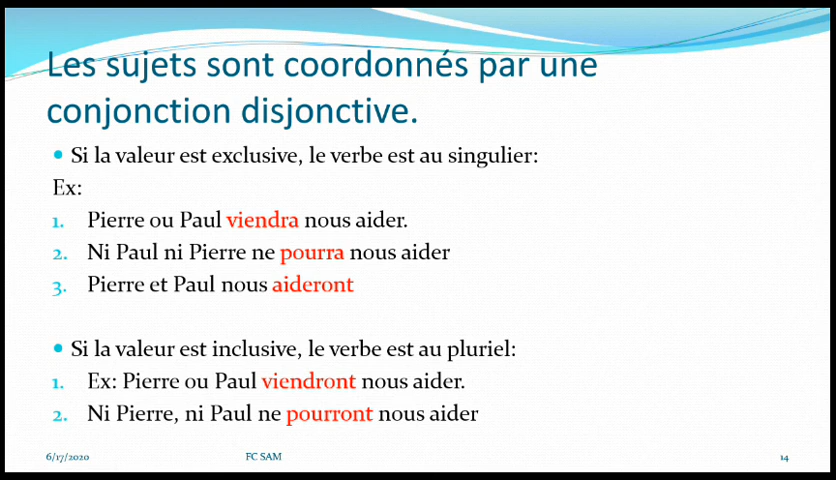 Les sujets sont coordonnés par une
conjonction disjonctive.
• Si la valeur est exclusive, le verbe est au singulier:
Ex:
1. Pierre ou Paul viendra nous aider.
2. Ni Paul ni Pierre ne pourra nous aider
3. Pierre et Paul nous aideront
• Si la valeur est inclusive, le verbe est au pluriel:
1. Ex: Pierre ou Paul viendront nous aider.
2. Ni Pierre, ni Paul ne pourront nous aider
6/17/2020 FC SAM 14